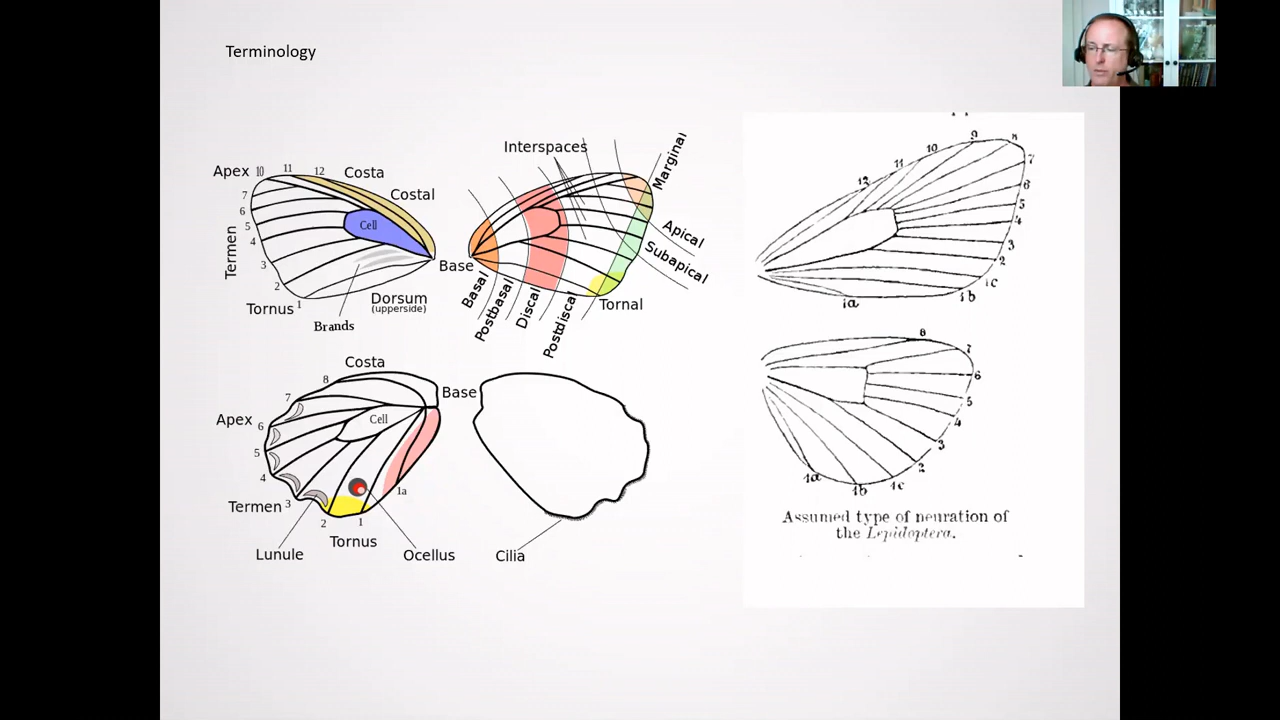 Terminology
Apex
10
11
12
Costa
Costal
7
6
5
4
3
2
1
Termen
Cell
Tornus
Brands
Dorsum
(upperside)
Interspaces
Marginal
Apical
Subapical
Base
Basal
Postbasal
Discal
Postdiscal
Tornal
Costa
8
7
Apex
6
5
4
Termen
3
2
1
1a
Cell
Base
Tornus
Lunule
Ocellus
Cilia
12
11
10
9
8
7
6
5
4
3
2
1c
1b
1a
8
7
6
5
4
3
2
1c
1b
1a
Assumed type of neuration of
the Lepidoptera.